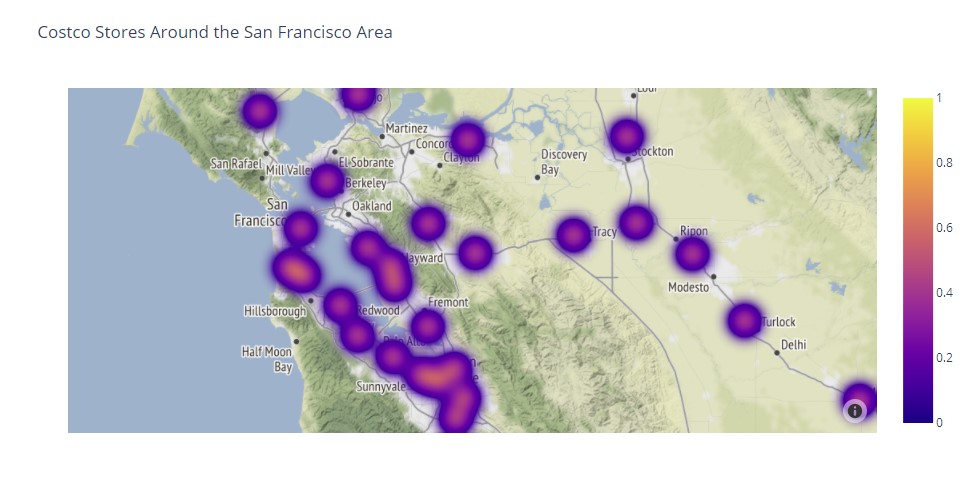 Costco Stores Around the San Francisco Area
Martinez
Concord
Clayton
San Rafael
Mill Valley
El Sobrante
Berkeley
Discovery
Bay
Stockton
San
Francisco
Oakland
Tracy
Ripon
Hayward
Modesto
Hillsborough
Redwood
Fremont
Turlock
Palo Alto
Half Moon
Bay
Delhi
Sunnyvale
1
0.8
0.6
0.4
0.2
0